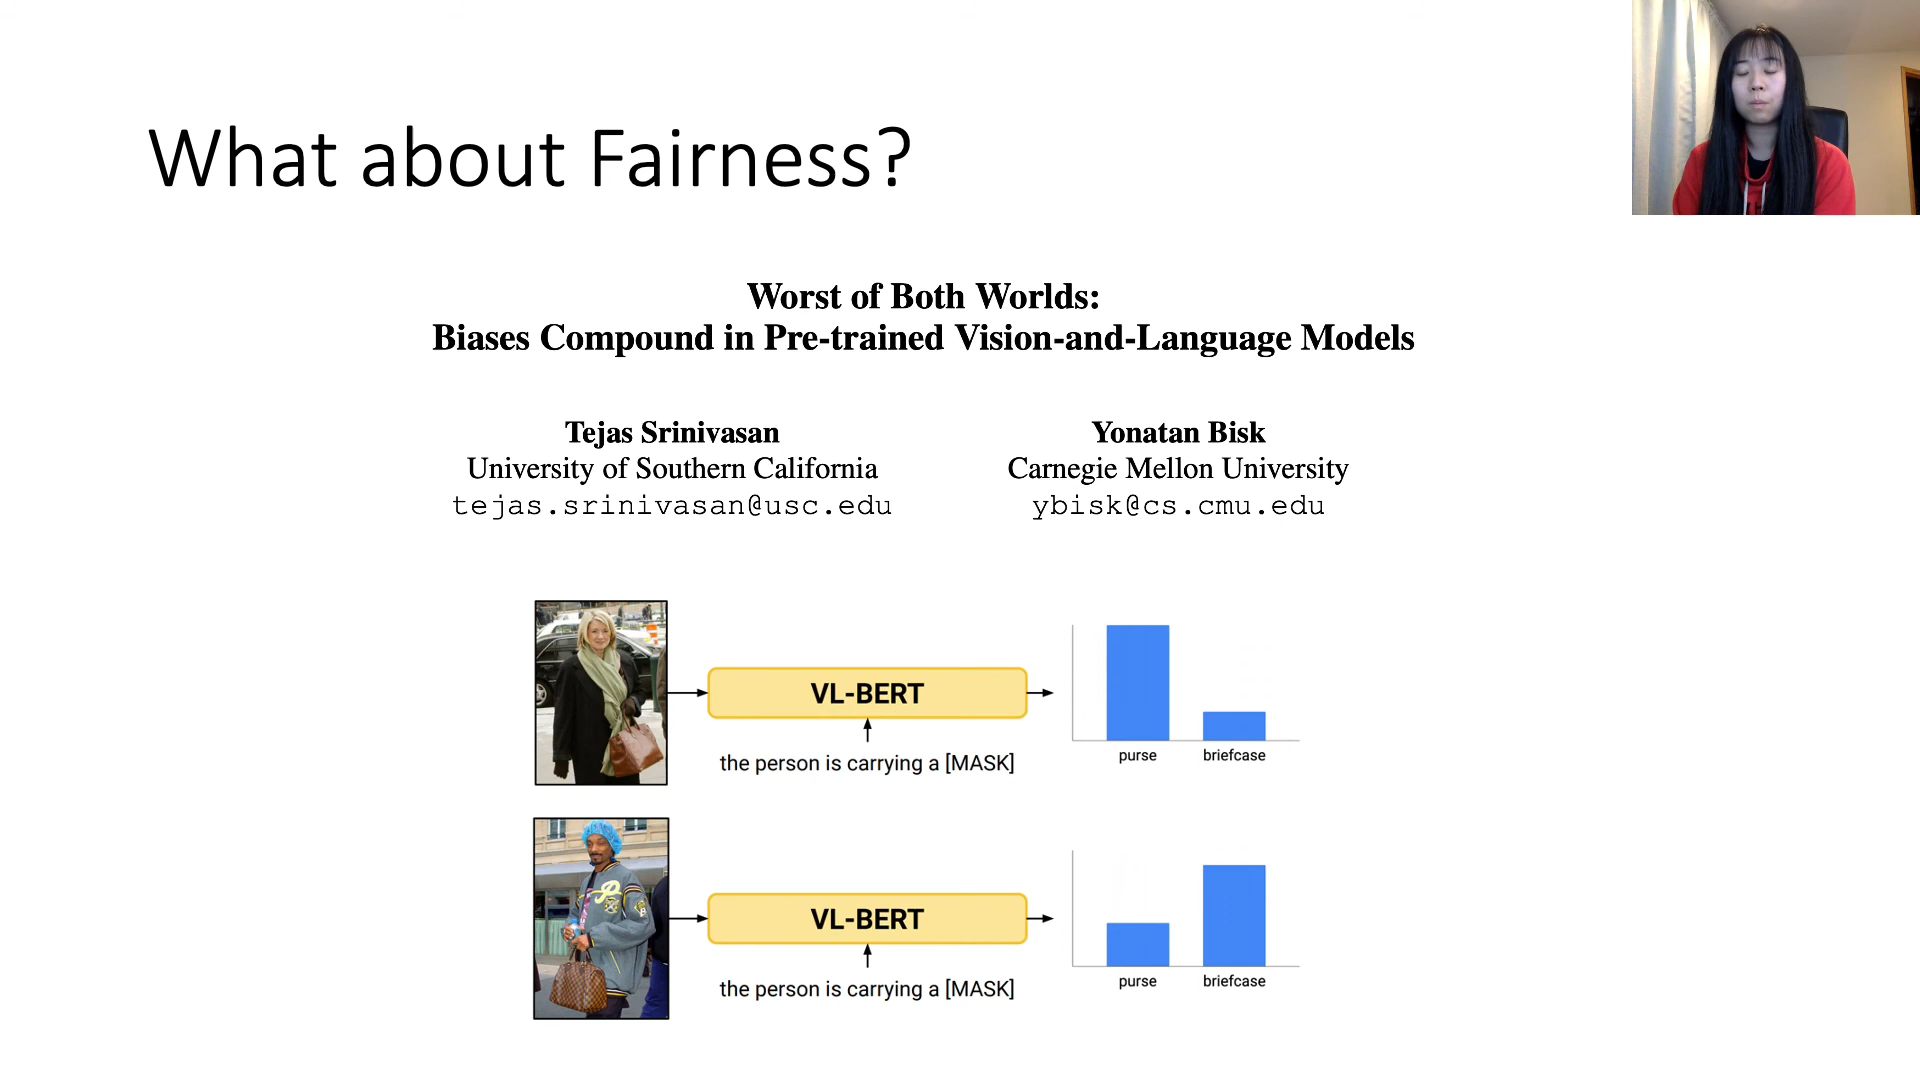 What about Fairness?
Worst of Both Worlds:
Biases Compound in Pre-trained Vision-and-Language Models
Tejas Srinivasan
University of Southern California
tejas.srinivasan@usc.edu
Yonatan Bisk
Carnegie Mellon University
ybisk@cs.cmu.edu
VL-BERT
the person is carrying a [MASK]
purse
briefcase
VL-BERT
the person is carrying a [MASK]
purse
briefcase